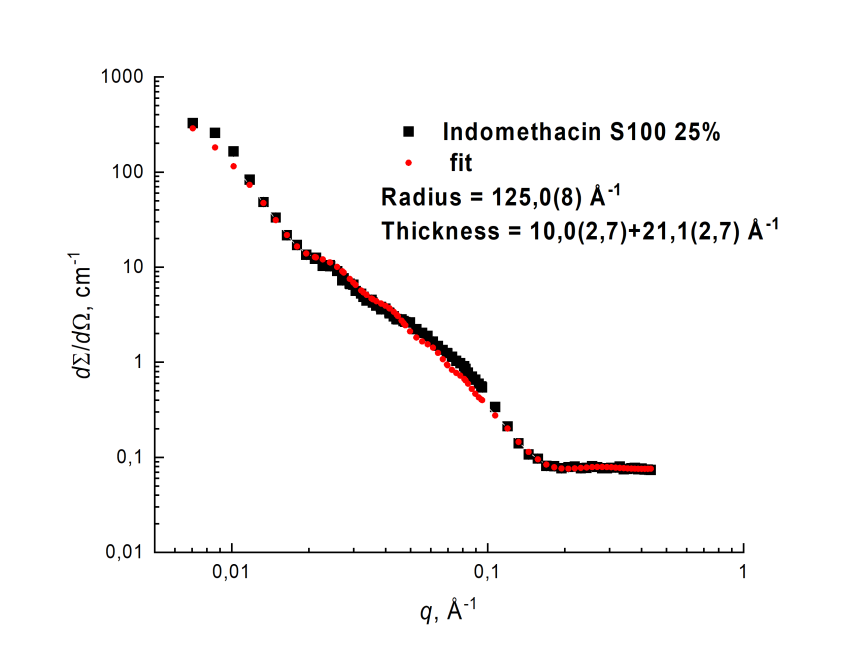 1000
100
10
1
0,1
0,01
dΣ/dΩ, cm-1
Indomethacin S100 25%
fit
Radius = 125,0(8) Å-1
Thickness = 10,0(2,7)+21,1(2,7) Å-1
0,01
0,1
1
q, Å-1